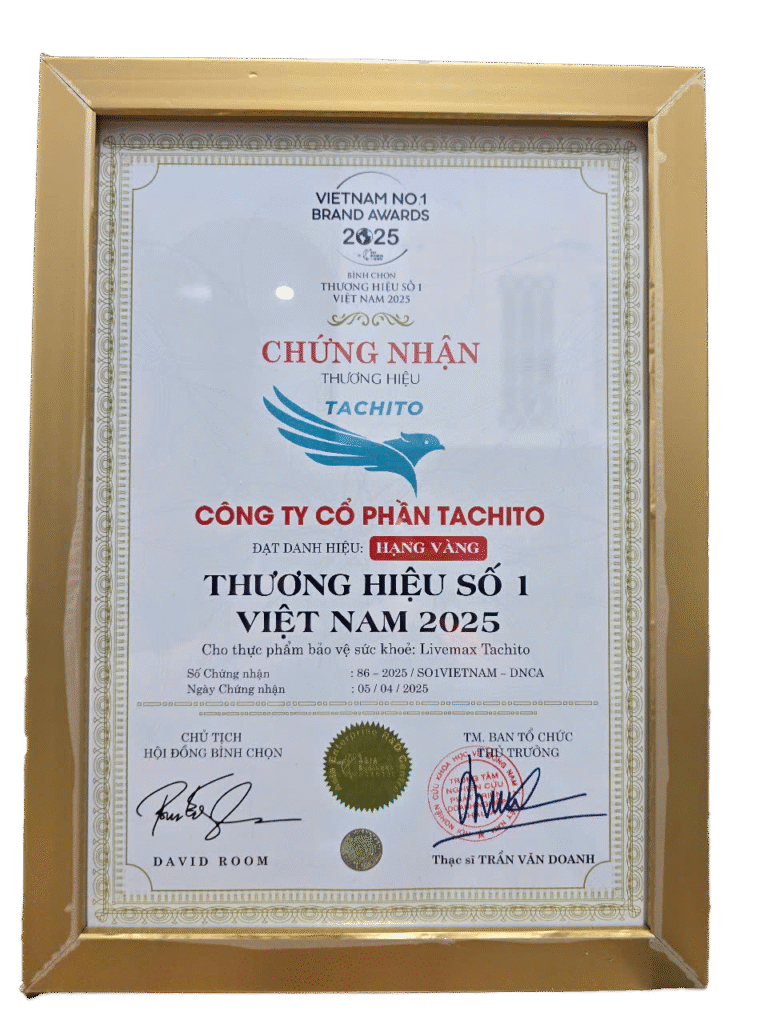 VIETNAM NO.1
BRAND AWARDS
2025
BÌNH CHỌN
THƯƠNG HIỆU SỐ 1
VIỆT NAM 2025
CHỨNG NHẬN
THƯƠNG HIỆU
TACHITO
CÔNG TY CỔ PHẦN TACHITO
ĐẠT DANH HIỆU: HẠNG VÀNG
THƯƠNG HIỆU SỐ 1
VIỆT NAM 2025
Cho thực phẩm bảo vệ sức khoẻ: Livemax Tachito
Số Chứng nhận : 86 – 2025 / SO1VIETNAM – DNCA
Ngày Chứng nhận : 05 / 04 / 2025
CHỦ TỊCH
HỘI ĐỒNG BÌNH CHỌN
DAVID ROOM
TM. BAN TỔ CHỨC
THỦ TRƯỞNG
TRUNG TÂM
NGHIÊN CỨU
Thạc sĩ TRẦN VĂN DOANH